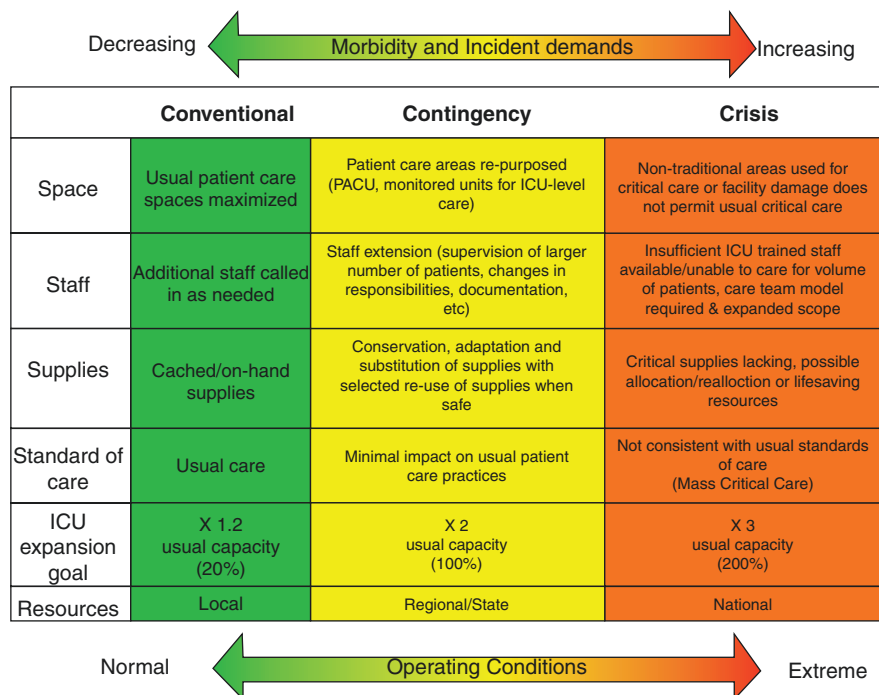 Decreasing
Morbidity and Incident demands
Increasing
Conventional
Contingency
Crisis
Space
Usual patient care
spaces maximized
Patient care areas re-purposed
(PACU, monitored units for ICU-level
care)
Non-traditional areas used for
critical care or facility damage does
not permit usual critical care
Staff
Additional staff called
in as needed
Staff extension (supervision of larger
number of patients, changes in
responsibilities, documentation,
etc)
Insufficient ICU trained staff
available/unable to care for volume
of patients, care team model
required & expanded scope
Supplies
Cached/on-hand
supplies
Conservation, adaptation and
substitution of supplies with
selected re-use of supplies when
safe
Critical supplies lacking, possible
allocation/realloction or lifesaving
resources
Standard of
care
Usual care
Minimal impact on usual patient
care practices
Not consistent with usual standards
of care
(Mass Critical Care)
ICU
expansion
goal
X 1.2
usual capacity
(20%)
X 2
usual capacity
(100%)
X 3
usual capacity
(200%)
Resources
Local
Regional/State
National
Normal
Operating Conditions
Extreme